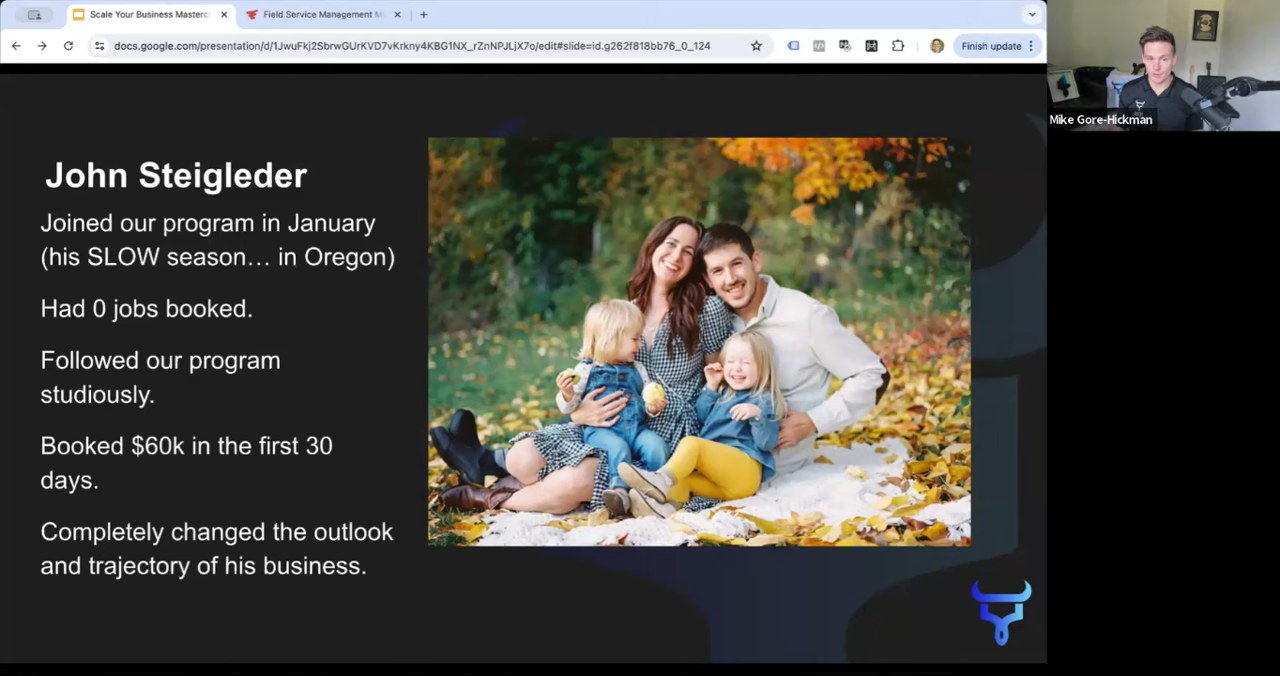 Scale Your Business Masterc
Field Service Management M
docs.google.com/presentation/d/1JwuFkj2SbrwGUrKVD7vKrkny4KBG1NX_rZnNPJLjX7o/edit#slide=id.g262f818bb76_0_124
Finish update
Mike Gore-Hickman
John Steigleder
Joined our program in January
(his SLOW season… in Oregon)
Had 0 jobs booked.
Followed our program
studiously.
Booked $60k in the first 30
days.
Completely changed the outlook
and trajectory of his business.